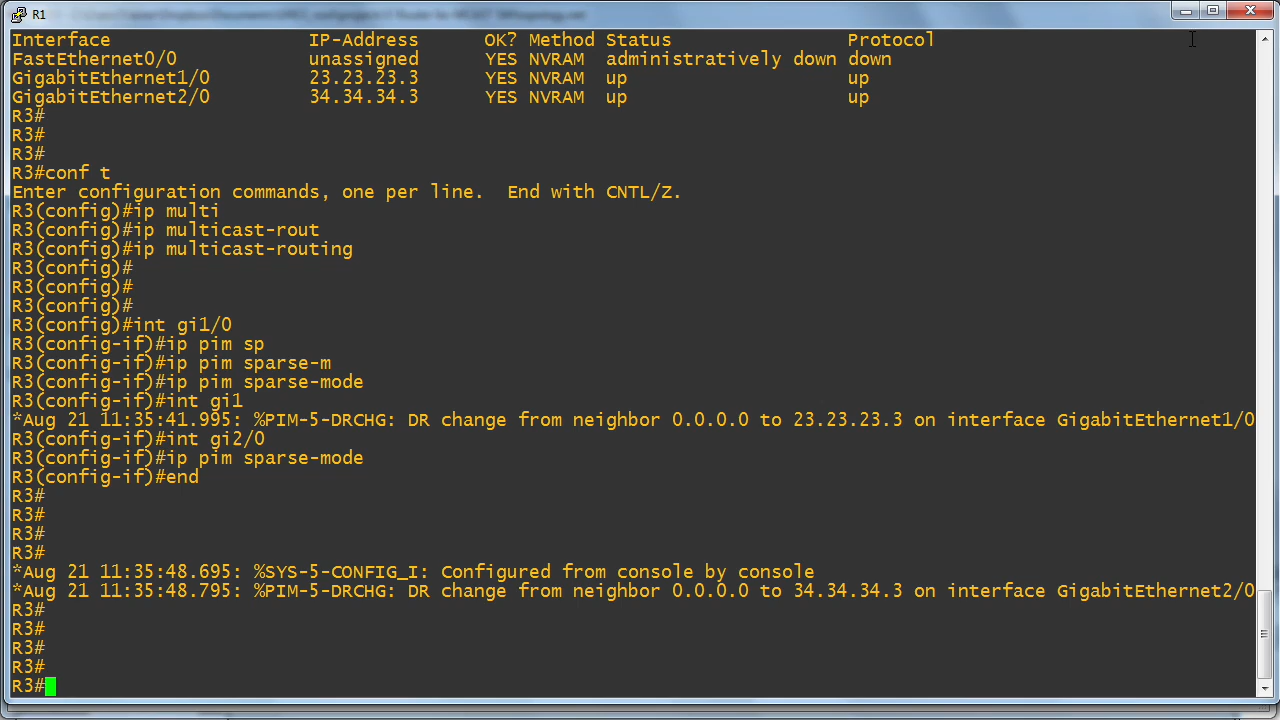 R1
Interface IP-Address OK? Method Status Protocol
FastEthernet0/0 unassigned YES NVRAM administratively down down
GigabitEthernet1/0 23.23.23.3 YES NVRAM up up
GigabitEthernet2/0 34.34.34.3 YES NVRAM up up
R3#
R3#
R3#
R3#conf t
Enter configuration commands, one per line. End with CNTL/Z.
R3(config)#ip multi
R3(config)#ip multicast-rout
R3(config)#ip multicast-routing
R3(config)#
R3(config)#
R3(config)#
R3(config)#int gi1/0
R3(config-if)#ip pim sp
R3(config-if)#ip pim sparse-m
R3(config-if)#ip pim sparse-mode
R3(config-if)#int gi1
*Aug 21 11:35:41.995: %PIM-5-DRCHG: DR change from neighbor 0.0.0.0 to 23.23.23.3 on interface GigabitEthernet1/0
R3(config-if)#int gi2/0
R3(config-if)#ip pim sparse-mode
R3(config-if)#end
R3#
R3#
R3#
R3#
*Aug 21 11:35:48.695: %SYS-5-CONFIG_I: Configured from console by console
*Aug 21 11:35:48.795: %PIM-5-DRCHG: DR change from neighbor 0.0.0.0 to 34.34.34.3 on interface GigabitEthernet2/0
R3#
R3#
R3#
R3#
R3#